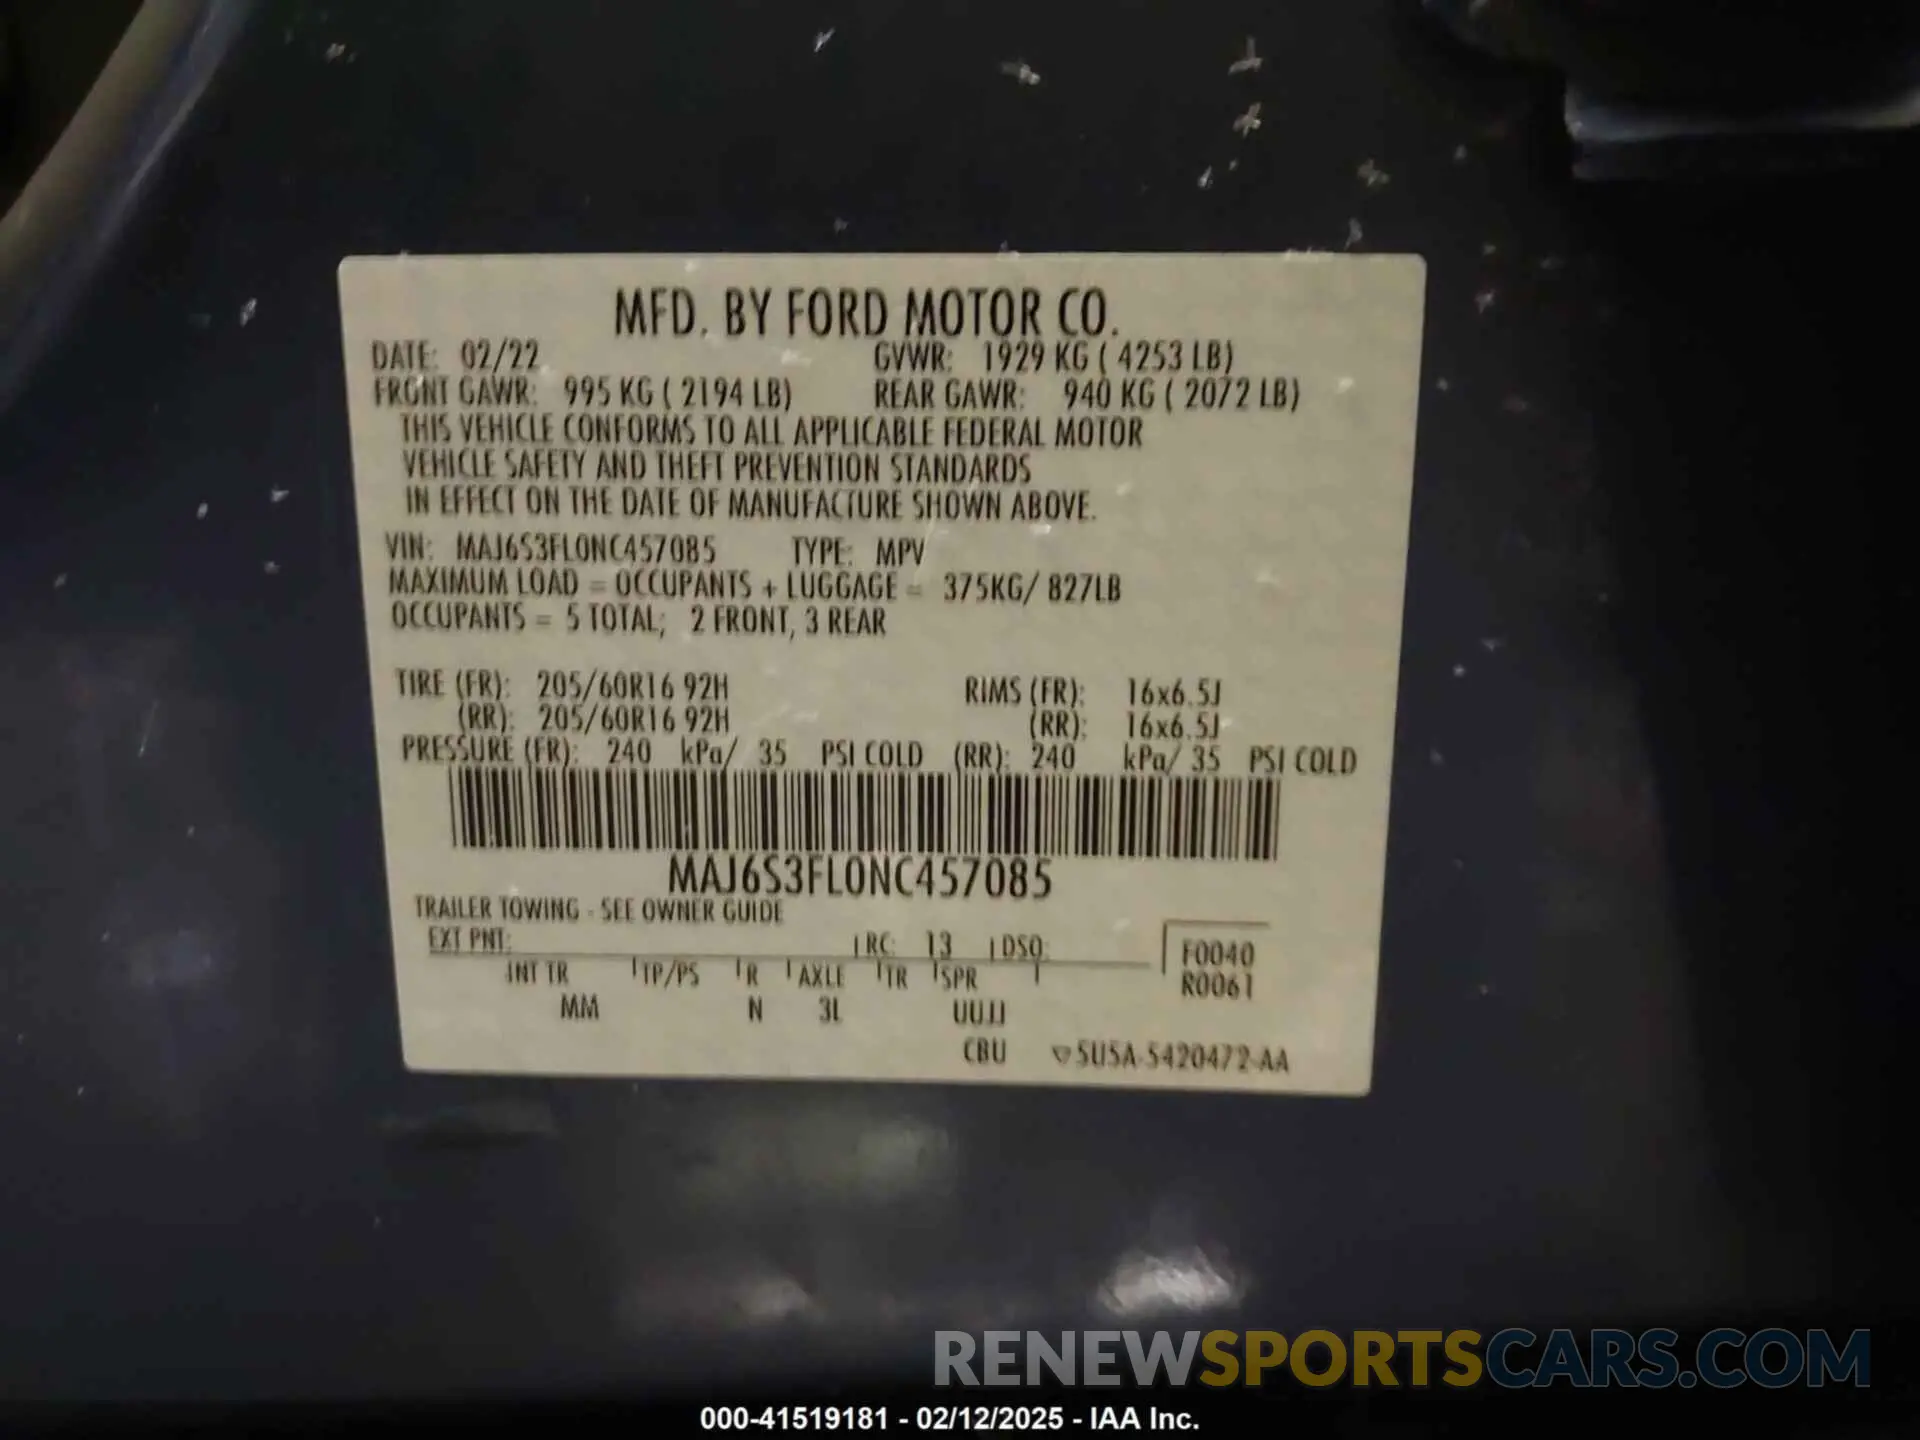 MFD. BY FORD MOTOR CO.
DATE: 02/22 GVWR: 1929 KG ( 4253 LB)
FRONT GAWR: 995 KG ( 2194 LB) REAR GAWR: 940 KG ( 2072 LB)
THIS VEHICLE CONFORMS TO ALL APPLICABLE FEDERAL MOTOR
VEHICLE SAFETY AND THEFT PREVENTION STANDARDS
IN EFFECT ON THE DATE OF MANUFACTURE SHOWN ABOVE.
VIN: MAJ6S3FL0NC457085 TYPE: MPV
MAXIMUM LOAD = OCCUPANTS + LUGGAGE = 375KG/ 827LB
OCCUPANTS = 5 TOTAL; 2 FRONT, 3 REAR
TIRE (FR): 205/60R16 92H RIMS (FR): 16x6.5J
(RR): 205/60R16 92H (RR): 16x6.5J
PRESSURE (FR): 240 kPa/ 35 PSI COLD (RR): 240 kPa/ 35 PSI COLD
MAJ6S3FL0NC457085
TRAILER TOWING - SEE OWNER GUIDE
EXT PNT: RC: 13 DSO:
INT TR TP/PS R AXLE TR SPR
MM N 3L UUJJ
F0040
R0061
CBU 5U5A-5420472-AA
RENEWSPORTSCARS.COM
000-41519181 - 02/12/2025 - IAA Inc.